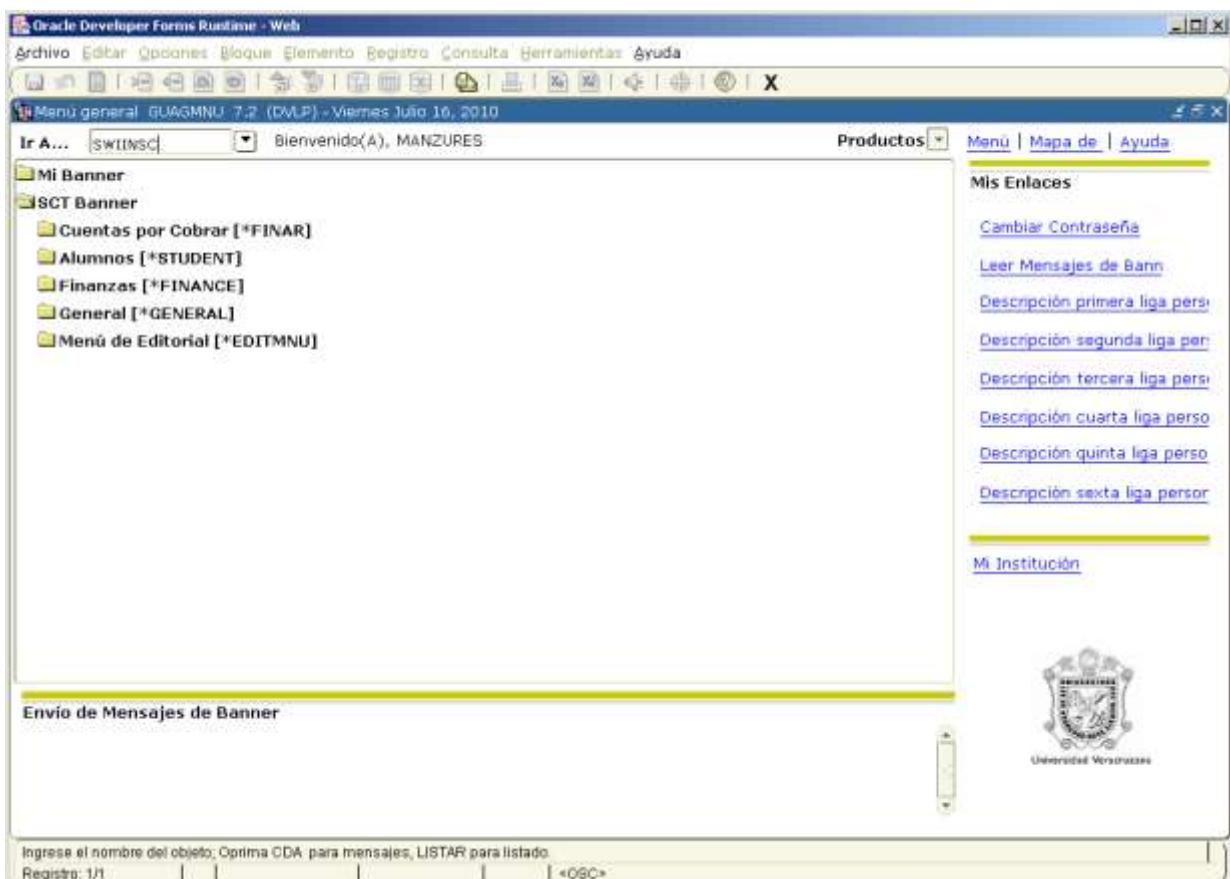 Oracle Developer Forms Runtime - Web
Archivo Editar Opciones Bloque Elemento Registro Consulta Herramientas Ayuda
Menú general GUAGMNU 7.2 (DVLP) - Viernes Julio 16, 2010
Ir A... SWIINSC Bienvenido(A), MANZURES Productos Menú | Mapa de | Ayuda
Mi Banner
SCT Banner
Cuentas por Cobrar [*FINAR]
Alumnos [*STUDENT]
Finanzas [*FINANCE]
General [*GENERAL]
Menú de Editorial [*EDITMNU]
Mis Enlaces
Cambiar Contraseña
Leer Mensajes de Bann
Descripción primera liga perso
Descripción segunda liga per
Descripción tercera liga perso
Descripción cuarta liga perso
Descripción quinta liga perso
Descripción sexta liga person
Mi Institución
Universidad Veracruzana
Envío de Mensajes de Banner
Ingrese el nombre del objeto; Oprima CDA para mensajes, LISTAR para listado.
Registro: 1/1 <OSC>